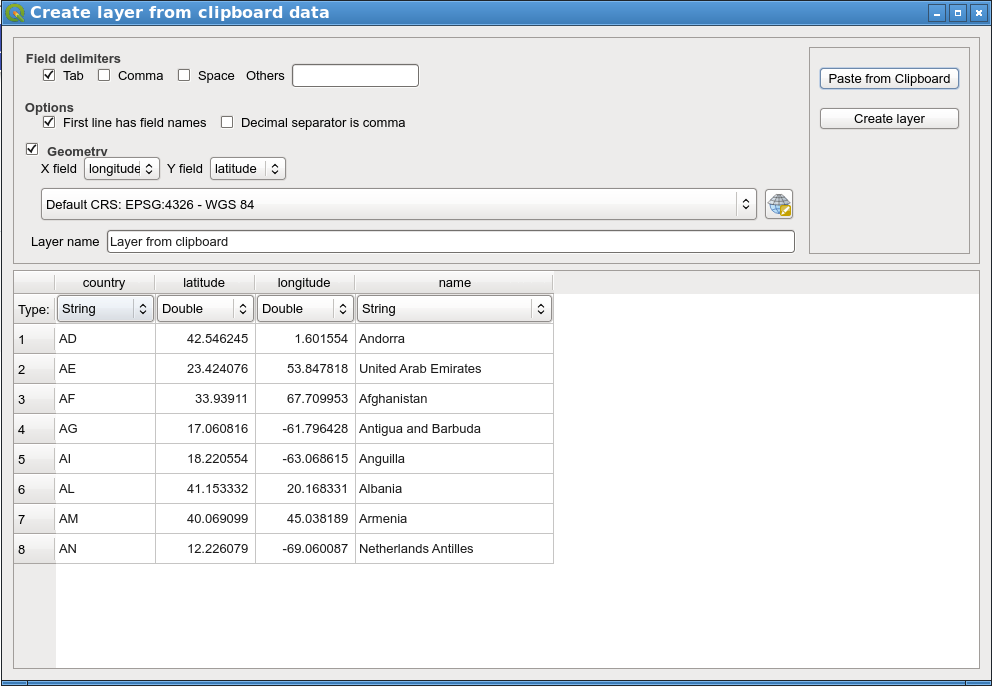 Create layer from clipboard data
Field delimiters
Tab Comma Space Others
Options
First line has field names Decimal separator is comma
Geometry
X field longitude Y field latitude
Default CRS: EPSG:4326 - WGS 84
Layer name Layer from clipboard
Paste from Clipboard
Create layer
country latitude longitude name
Type: String Double Double String
1 AD 42.546245 1.601554 Andorra
2 AE 23.424076 53.847818 United Arab Emirates
3 AF 33.93911 67.709953 Afghanistan
4 AG 17.060816 -61.796428 Antigua and Barbuda
5 AI 18.220554 -63.068615 Anguilla
6 AL 41.153332 20.168331 Albania
7 AM 40.069099 45.038189 Armenia
8 AN 12.226079 -69.060087 Netherlands Antilles